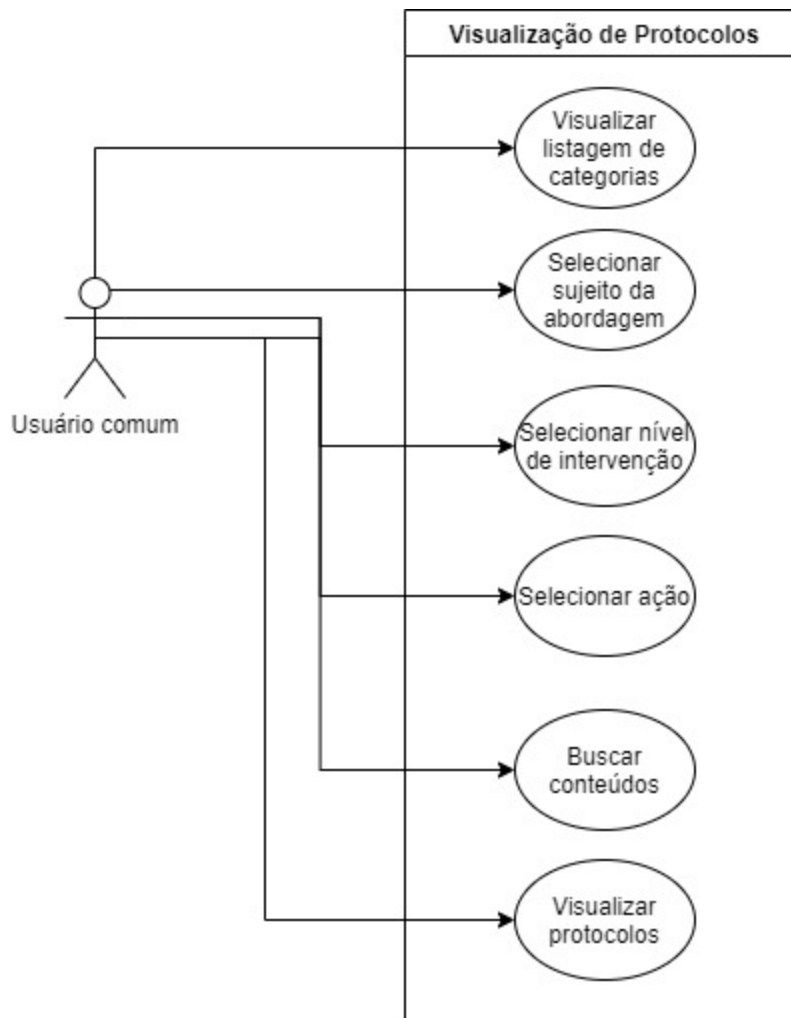 Visualização de Protocolos
Visualizar
listagem de
categorias
Selecionar
sujeito da
abordagem
Usuário comum
Selecionar nível
de intervenção
Selecionar ação
Buscar
conteúdos
Visualizar
protocolos